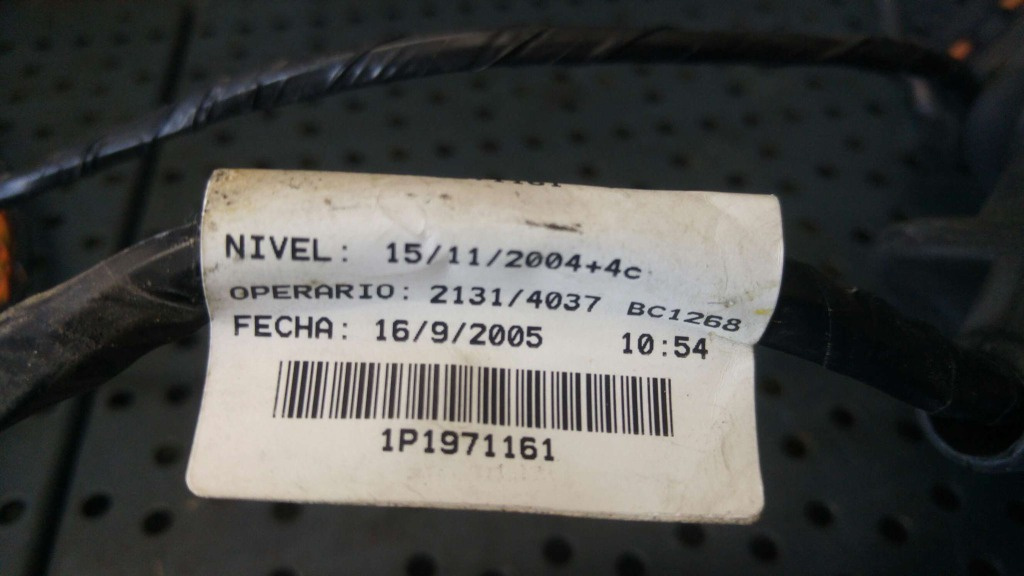 NIVEL: 15/11/2004+4c
OPERARIO: 2131/4037 BC1268
FECHA: 16/9/2005 10:54
1P1971161